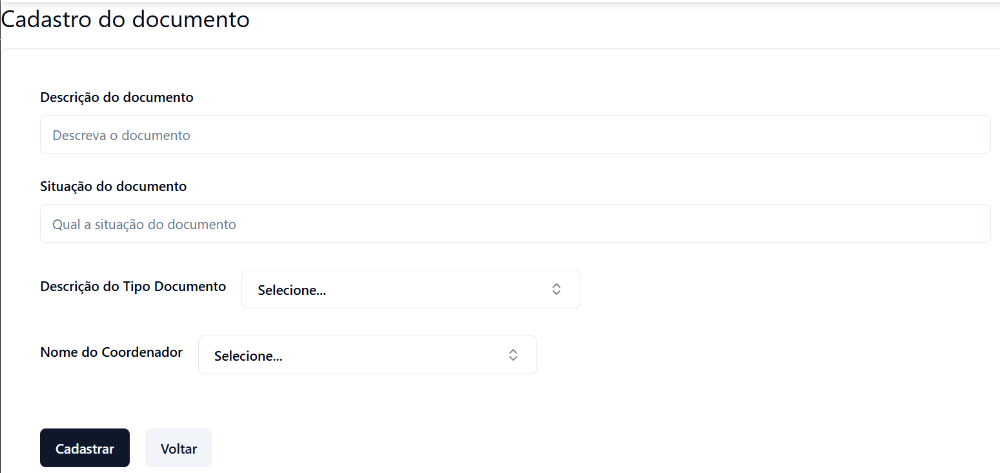 Cadastro do documento
Descrição do documento
Descreva o documento
Situação do documento
Qual a situação do documento
Descrição do Tipo Documento Selecione...
Nome do Coordenador Selecione...
Cadastrar Voltar